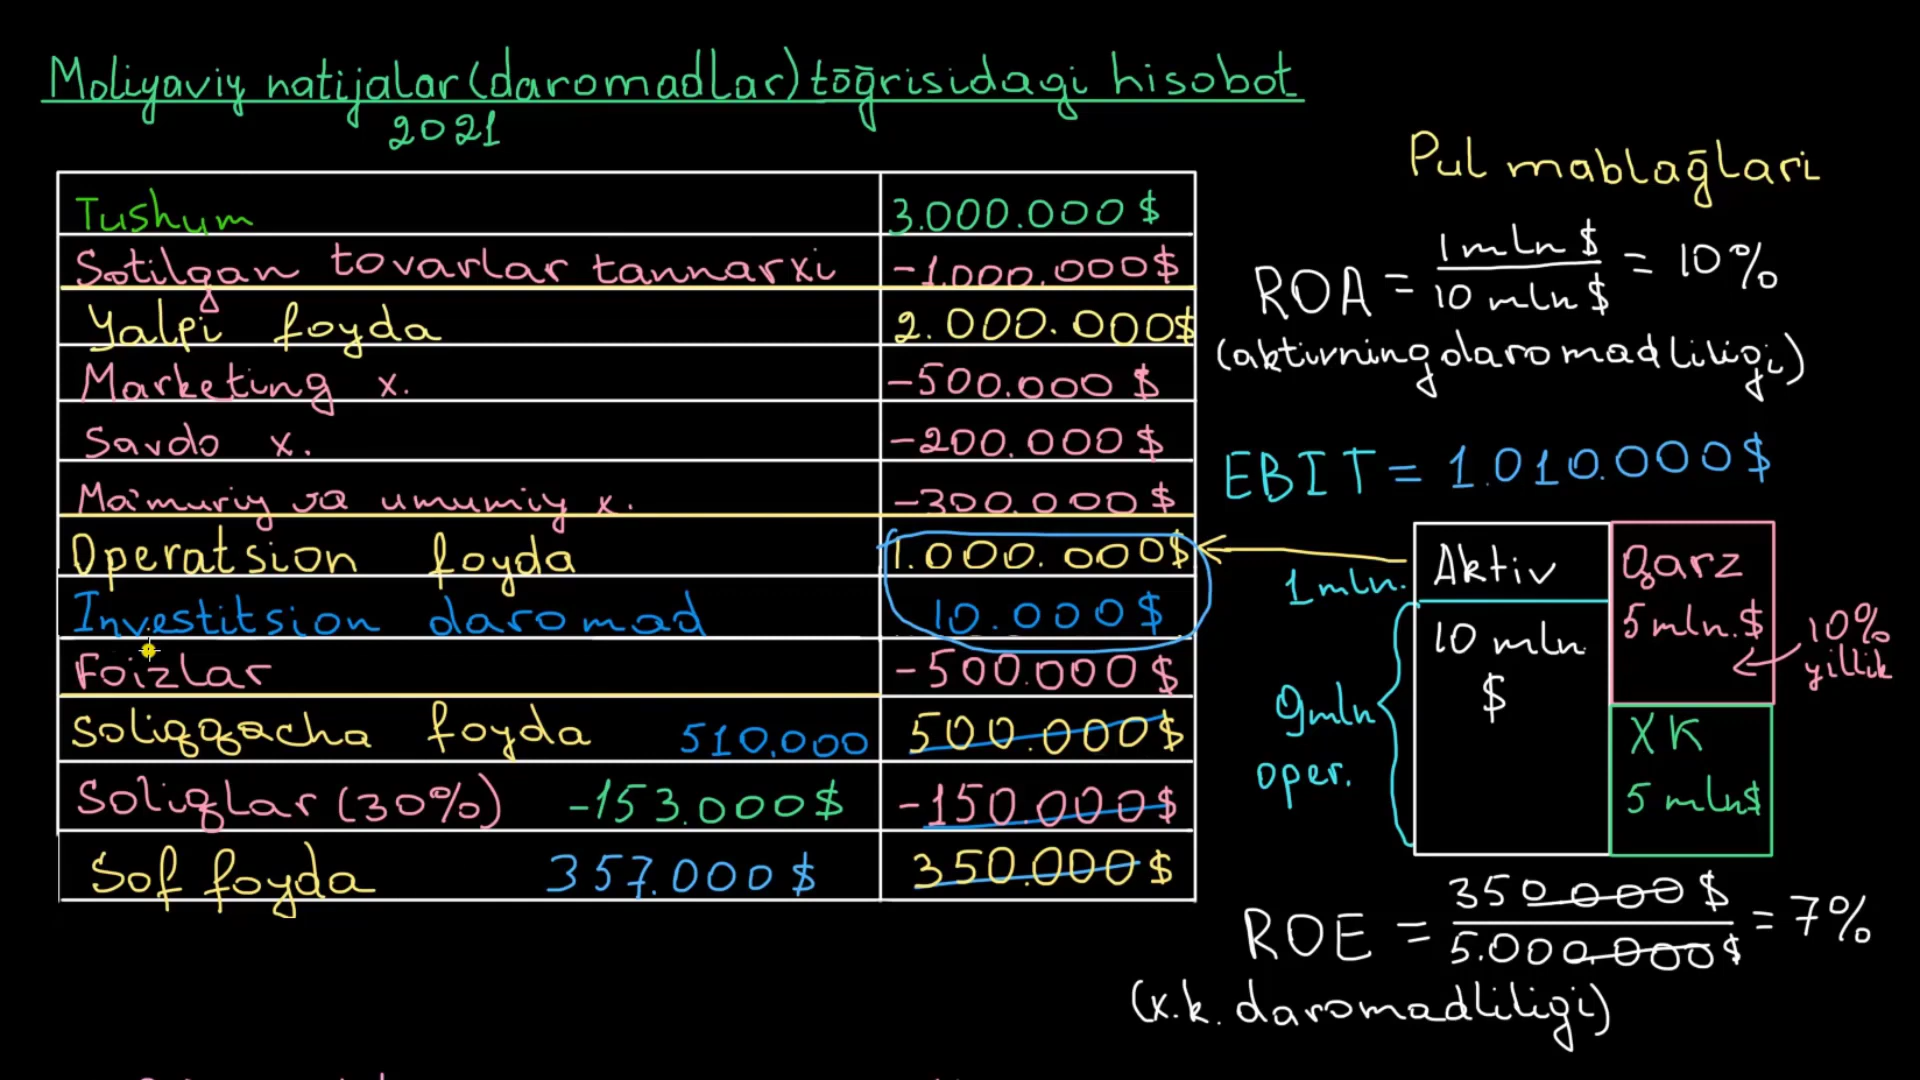 Moliyaviy natijalar (daromadlar) tōḡrisidagi hisobot
2021
Tushum 3.000.000$
Sotilgan tovarlar tannarxi -1.000.000$
Yalpi foyda 2.000.000$
Marketing x. -500.000$
Savdo x. -200.000$
Ma'muriy va umumiy x. -300.000$
Operatsion foyda 1.000.000$
Investitsion daromad 10.000$
Foizlar -500.000$
Soliqqacha foyda 510.000 500.000$
Soliqlar (30%) -153.000$ -150.000$
Sof foyda 357.000$ 350.000$
Pul mablaḡlari
ROA = 1 mln $ / 10 mln $ = 10%
(aktivning daromadliligi)
EBIT = 1.010.000$
1 mln.
Aktiv
10 mln
$
9 mln
oper.
Qarz
5 mln.$
10%
yillik
XK
5 mln$
ROE = 350.000$ / 5.000.000$ = 7%
(x.k. daromadliligi)